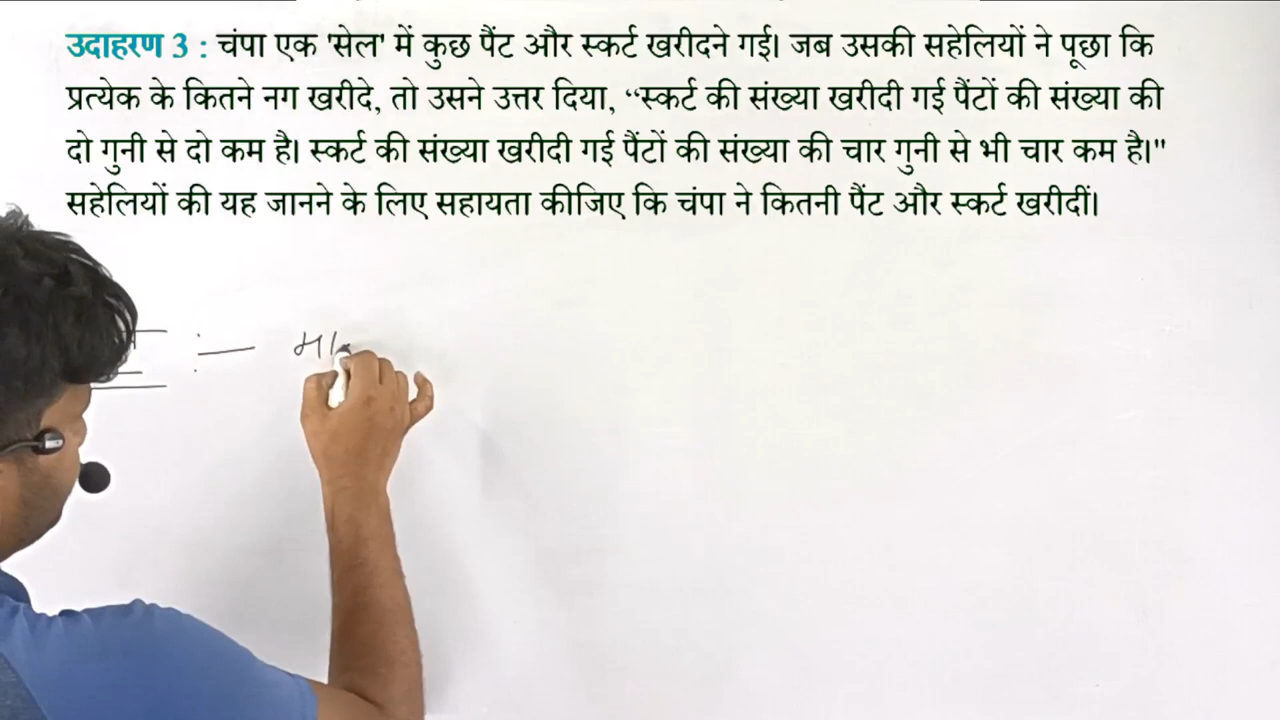 उदाहरण 3 : चंपा एक 'सेल' में कुछ पैंट और स्कर्ट खरीदने गई। जब उसकी सहेलियों ने पूछा कि
प्रत्येक के कितने नग खरीदे, तो उसने उत्तर दिया, “स्कर्ट की संख्या खरीदी गई पैंटों की संख्या की
दो गुनी से दो कम है। स्कर्ट की संख्या खरीदी गई पैंटों की संख्या की चार गुनी से भी चार कम है।"
सहेलियों की यह जानने के लिए सहायता कीजिए कि चंपा ने कितनी पैंट और स्कर्ट खरीदीं।